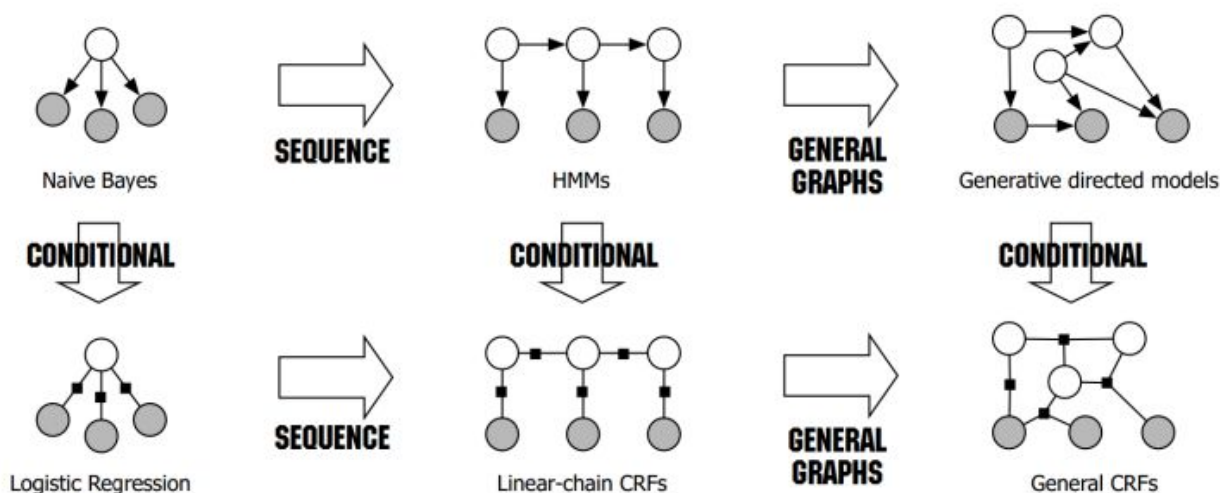 SEQUENCE
GENERAL
GRAPHS
Naive Bayes
HMMs
Generative directed models
CONDITIONAL
CONDITIONAL
CONDITIONAL
SEQUENCE
GENERAL
GRAPHS
Logistic Regression
Linear-chain CRFs
General CRFs